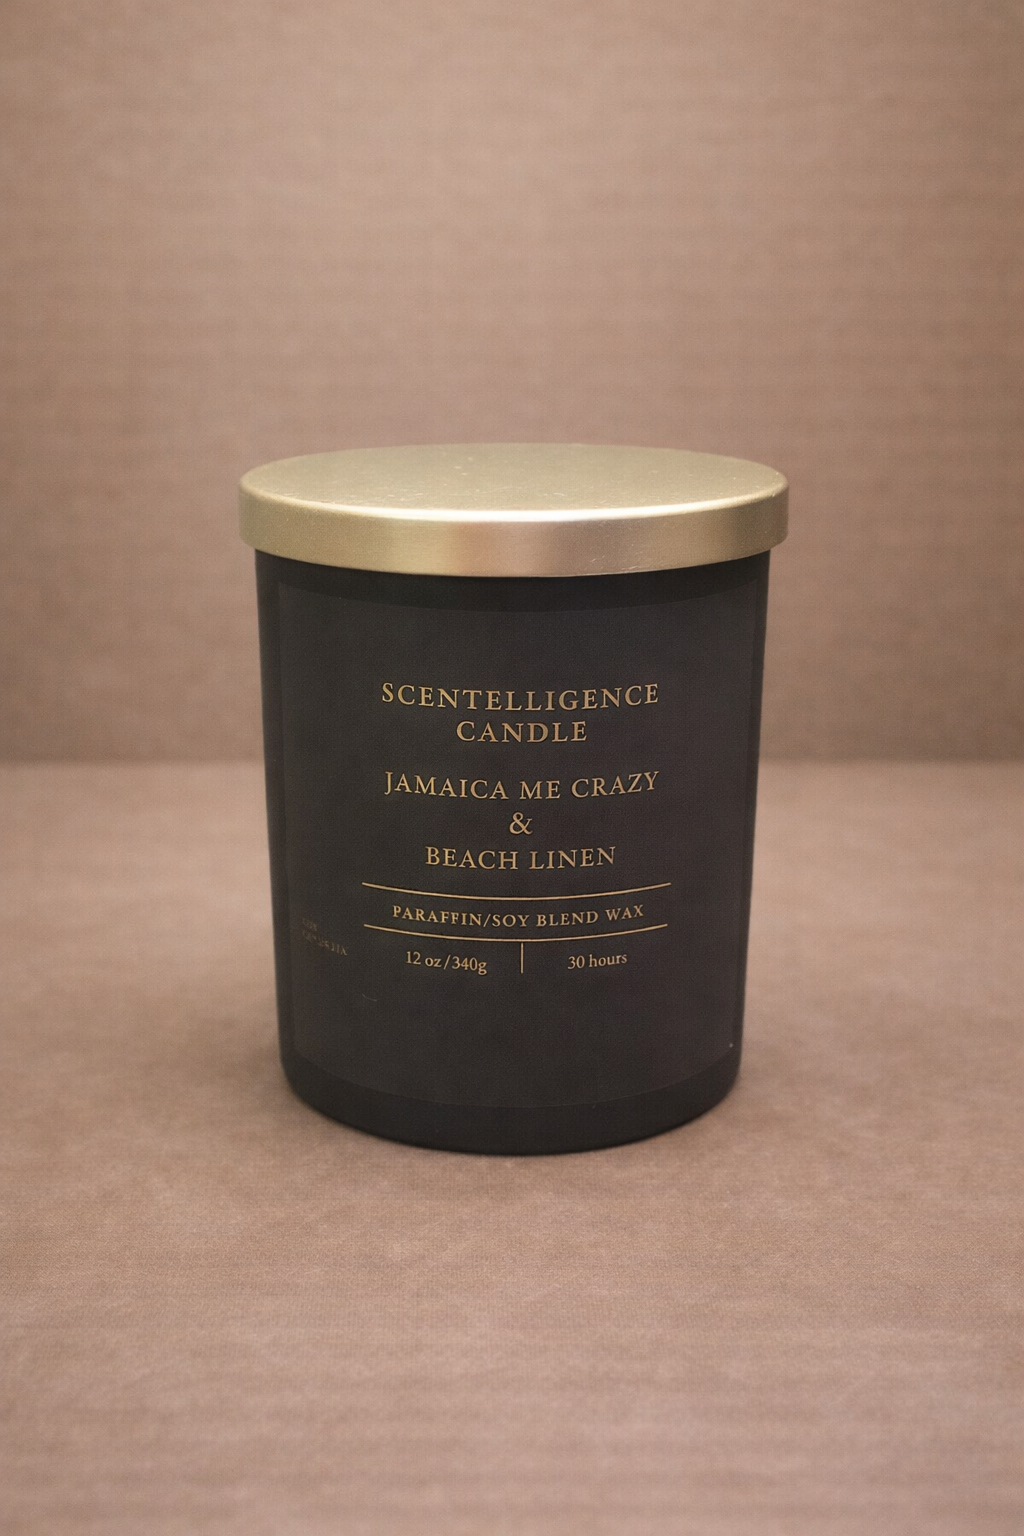 SCENTELLIGENCE
CANDLE
JAMAICA ME CRAZY
&
BEACH LINEN
PARAFFIN/SOY BLEND WAX
12 oz/340g
30 hours